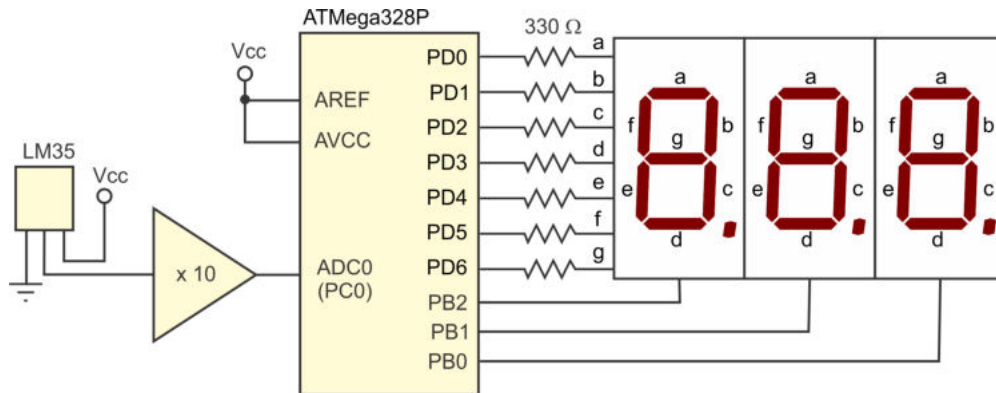 ATMega328P
330 Ω
Vcc
AREF
AVCC
LM35
Vcc
x 10
ADC0
(PC0)
PD0
PD1
PD2
PD3
PD4
PD5
PD6
PB2
PB1
PB0
a
b
c
d
e
f
g
a
f b
g
e c
d
a
f b
g
e c
d
a
f b
g
e c
d